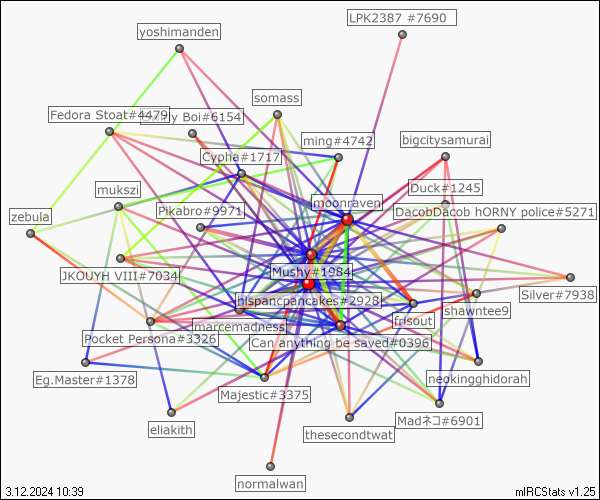 LPK2387 #7690
yoshimanden
somass
Fedora Stoat#4479
y Boi#6154
ming#4742
bigcitysamurai
Cypha#1717
mukszi
Duck#1245
moonraven
zebula
Pikabro#9971
DacobDacob hORNY police#5271
JKOUYH VIII#7034
Mushy#1984
Silver#7938
hispancpancakes#2928
shawntee9
marcemadness
frisout
Pocket Persona#3326
Can anything be saved#0396
Eg.Master#1378
neokingghidorah
Majestic#3375
Madネコ#6901
eliakith
thesecondtwat
normalwan
3.12.2024 10:39
mIRCStats v1.25